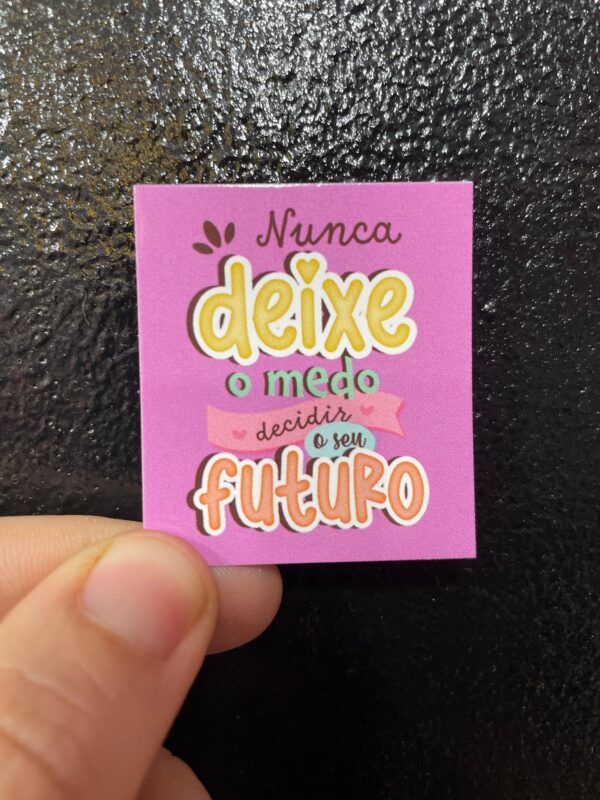 Nunca
deixe
o medo
decidir
o seu
futuro